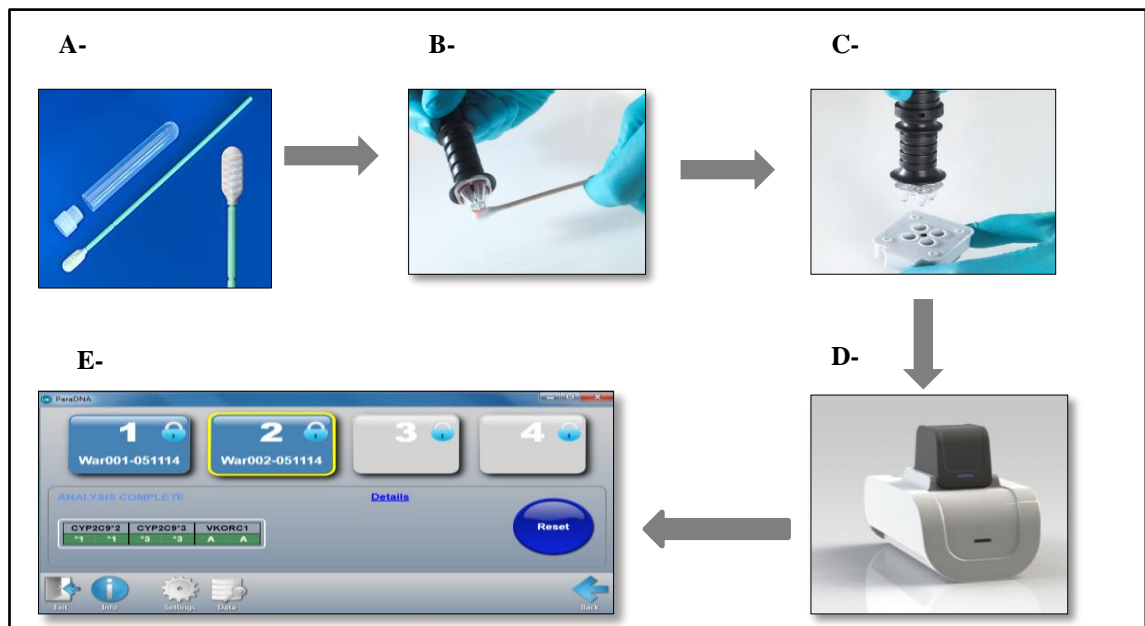 A-
B-
C-
E-
D-
ParaDNA
1
2
3
4
War001-051114
War002-051114
ANALYSIS COMPLETE
Details
CYP2C9*2 CYP2C9*3 VKORC1
*1 *1 *3 *3 A A
Reset
Exit Info Settings Data Back